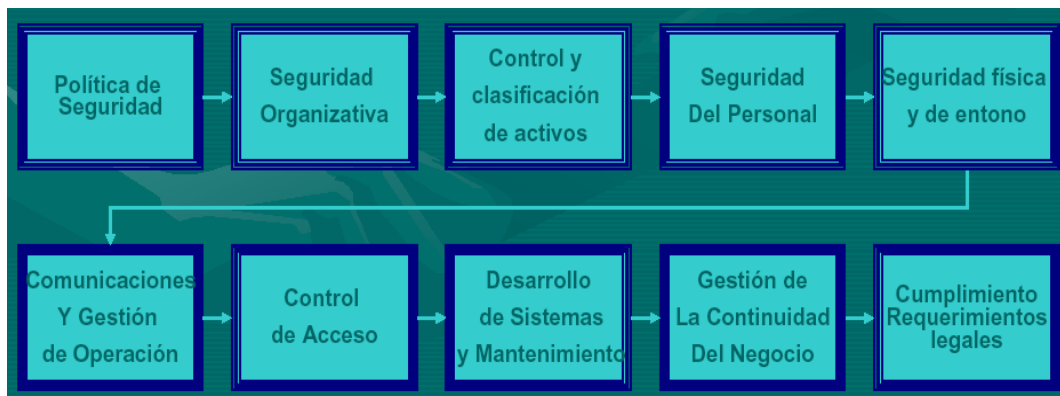 Política de
Seguridad
Seguridad
Organizativa
Control y
clasificación
de activos
Seguridad
Del Personal
Seguridad física
y de entono
Comunicaciones
Y Gestión
de Operación
Control
de Acceso
Desarrollo
de Sistemas
y Mantenimiento
Gestión de
La Continuidad
Del Negocio
Cumplimiento
Requerimientos
legales